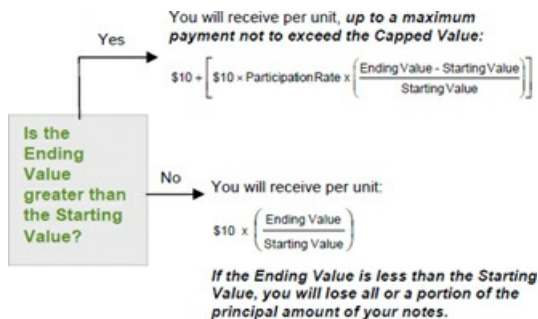 You will receive per unit, up to a maximum
payment not to exceed the Capped Value:
Yes
$10 + [$10 × Participation Rate × (Ending Value - Starting Value / Starting Value)]
Is the
Ending
Value
greater than
the Starting
Value?
No
You will receive per unit:
$10 × (Ending Value / Starting Value)
If the Ending Value is less than the Starting
Value, you will lose all or a portion of the
principal amount of your notes.